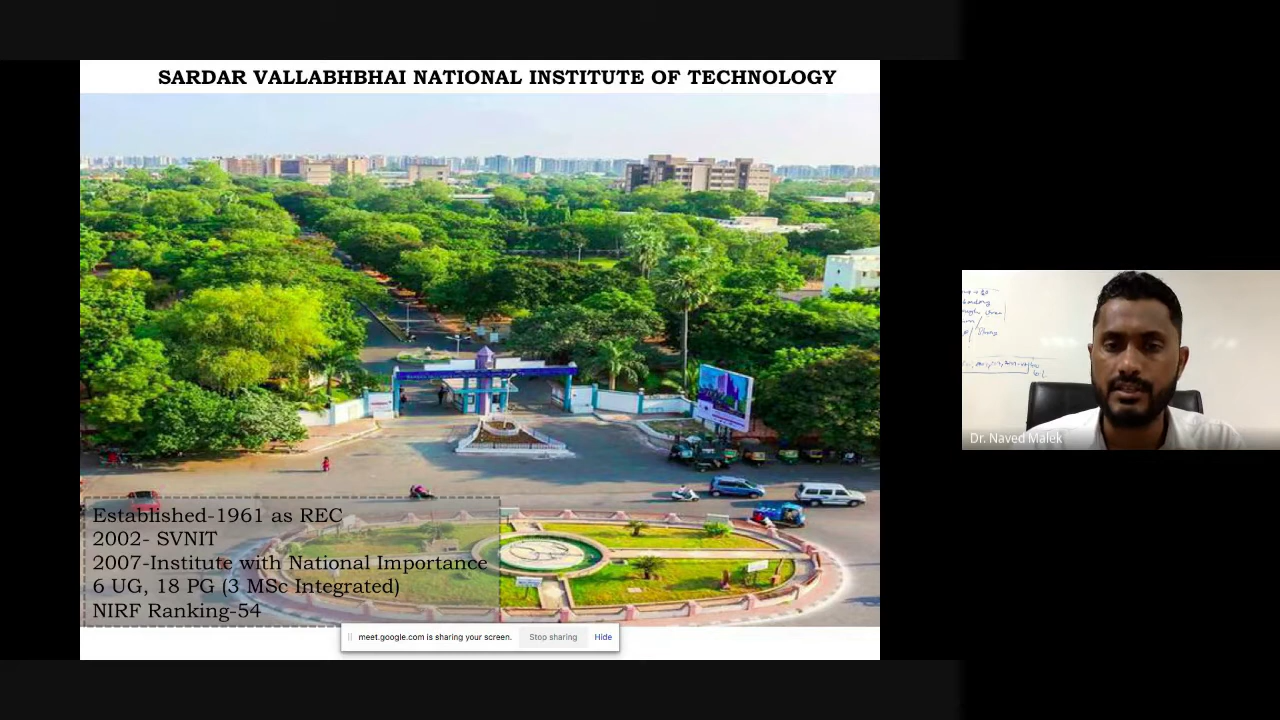 SARDAR VALLABHBHAI NATIONAL INSTITUTE OF TECHNOLOGY
Established-1961 as REC
2002- SVNIT
2007-Institute with National Importance
6 UG, 18 PG (3 MSc Integrated)
NIRF Ranking-54
meet.google.com is sharing your screen.
Stop sharing
Hide
Dr. Naved Malek